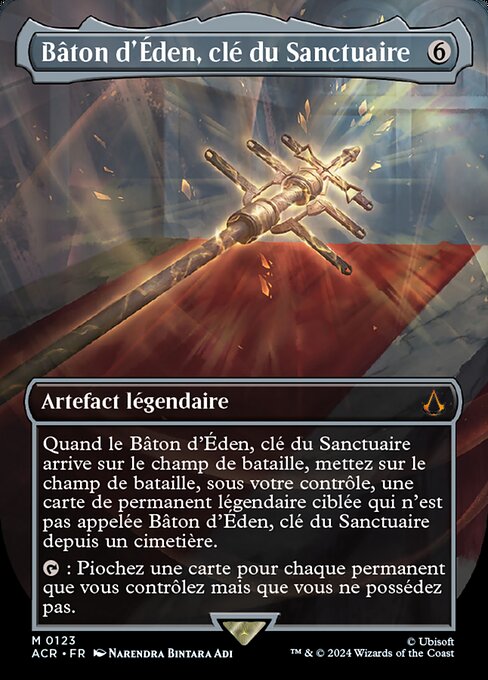 Bâton d'Éden, clé du Sanctuaire 6
Artefact légendaire
Quand le Bâton d'Éden, clé du Sanctuaire
arrive sur le champ de bataille, mettez sur le
champ de bataille, sous votre contrôle, une
carte de permanent légendaire ciblée qui n'est
pas appelée Bâton d'Éden, clé du Sanctuaire
depuis un cimetière.
: Piochez une carte pour chaque permanent
que vous contrôlez mais que vous ne possédez
pas.
M 0123
ACR • FR Narendra Bintara Adi
© Ubisoft
™ & © 2024 Wizards of the Coast